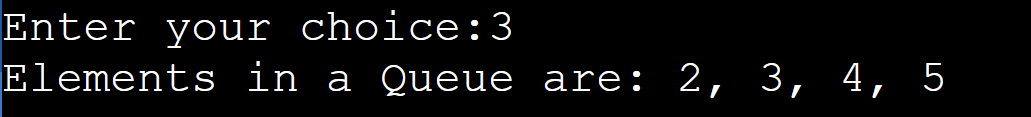 Enter your choice:3
Elements in a Queue are: 2, 3, 4, 5